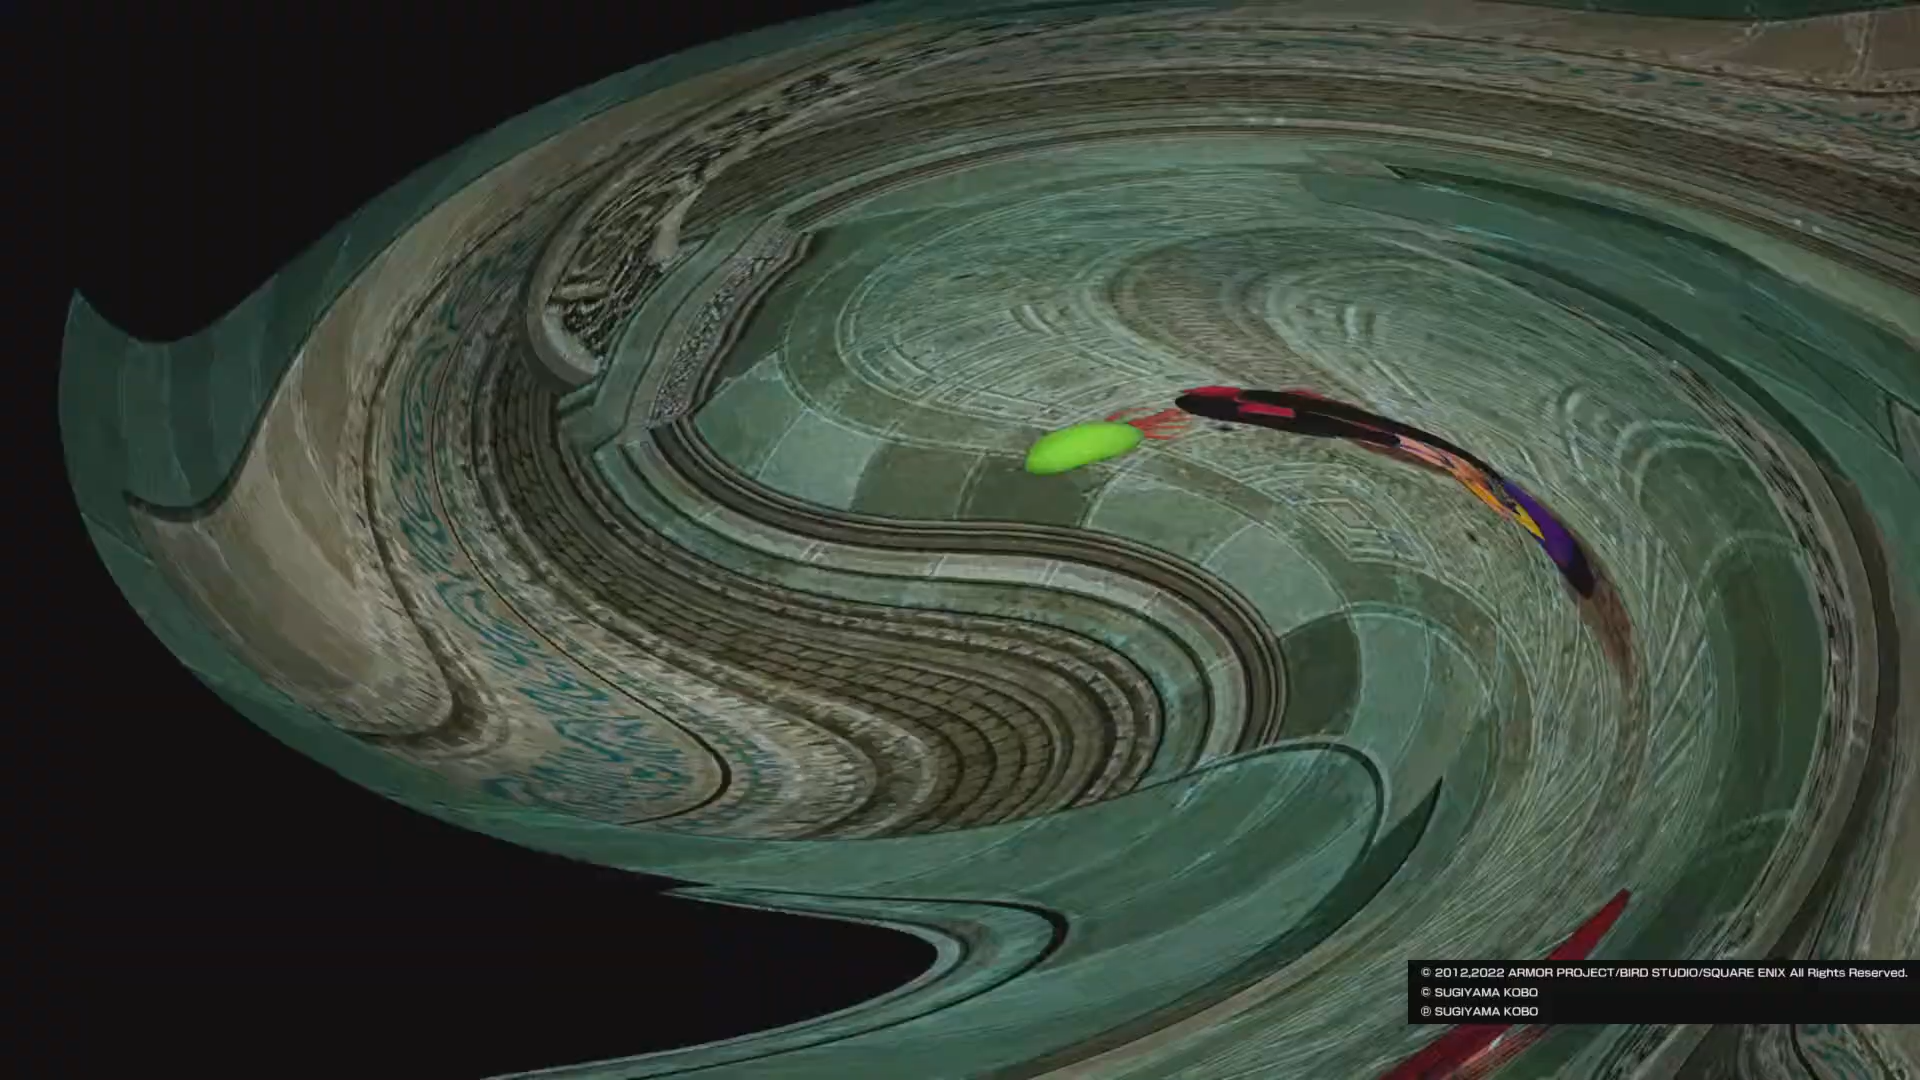 © 2012,2022 ARMOR PROJECT/BIRD STUDIO/SQUARE ENIX All Rights Reserved.
© SUGIYAMA KOBO
℗ SUGIYAMA KOBO